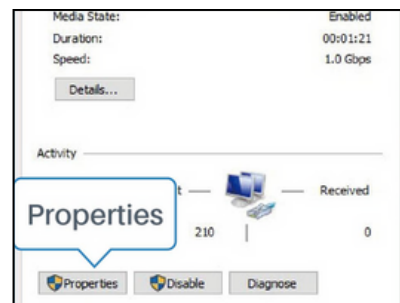 Media State: Enabled
Duration: 00:01:21
Speed: 1.0 Gbps
Details...
Activity
Received
Properties
210 0
Properties Disable Diagnose